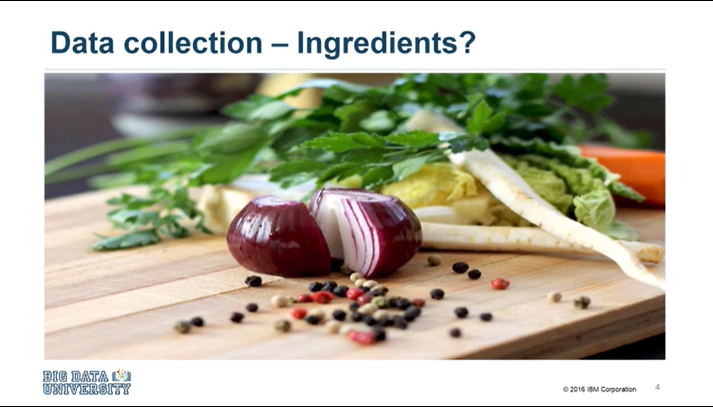 Data collection – Ingredients?
BIG DATA
UNIVERSITY
© 2016 IBM Corporation
4